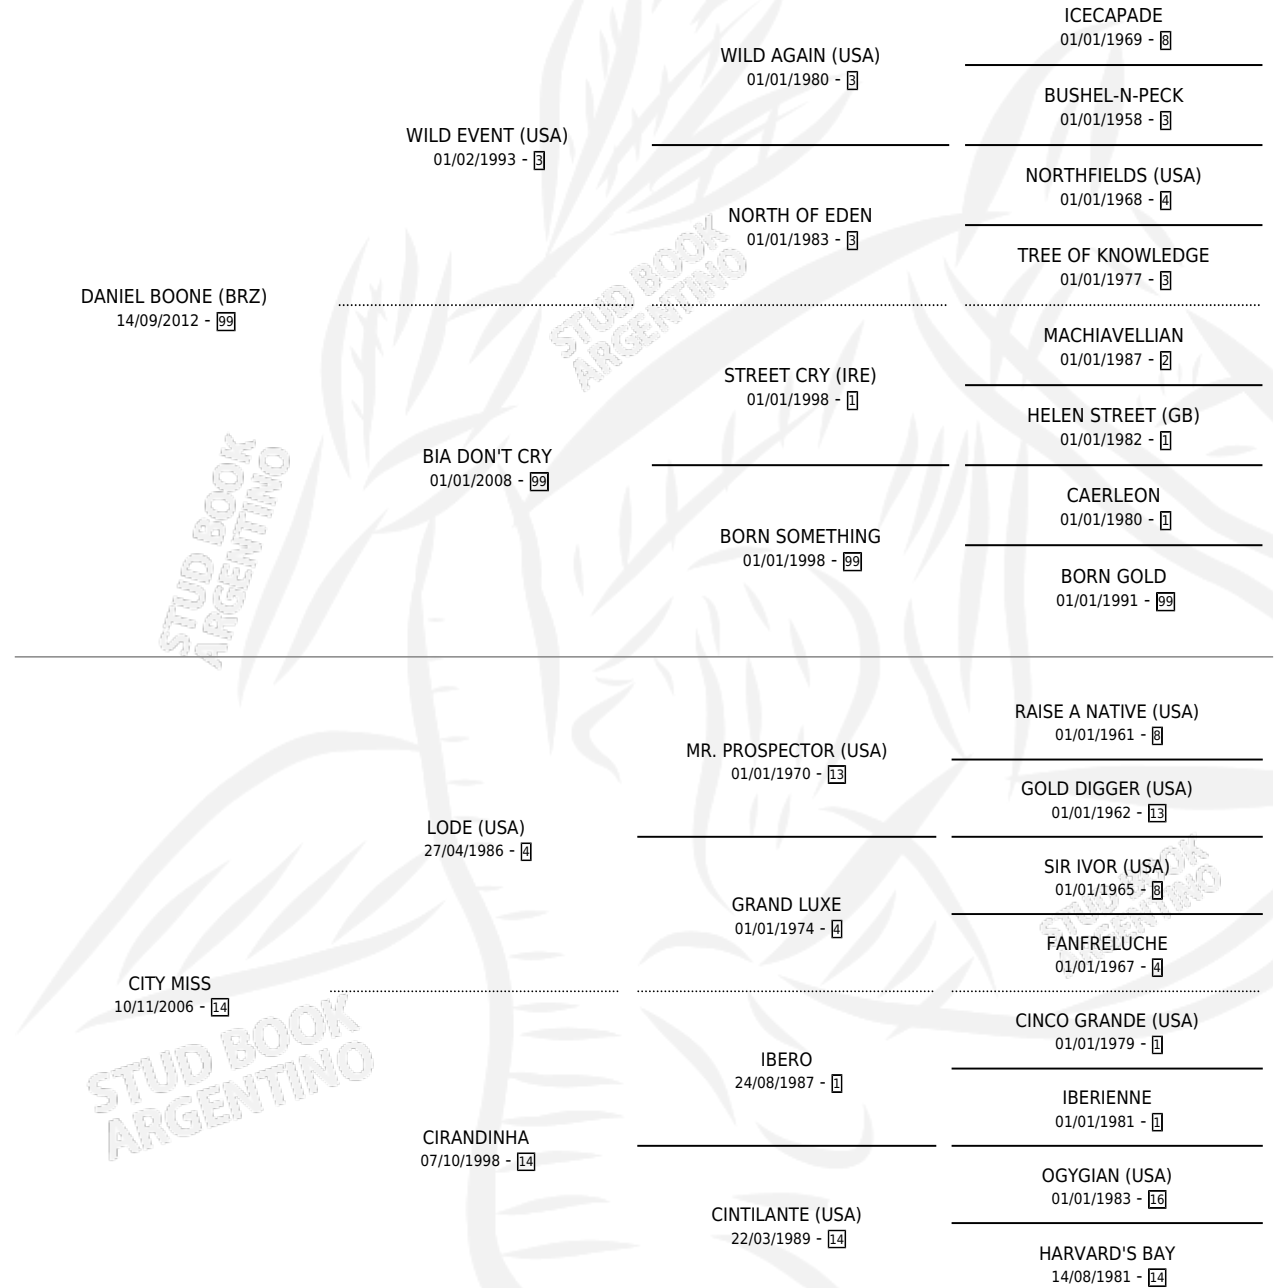 ICECAPADE
01/01/1969 - 8
WILD AGAIN (USA)
01/01/1980 - 3
BUSHEL-N-PECK
01/01/1958 - 3
WILD EVENT (USA)
01/02/1993 - 3
NORTHFIELDS (USA)
01/01/1968 - 4
NORTH OF EDEN
01/01/1983 - 3
TREE OF KNOWLEDGE
01/01/1977 - 3
DANIEL BOONE (BRZ)
14/09/2012 - 99
MACHIAVELLIAN
01/01/1987 - 2
STREET CRY (IRE)
01/01/1998 - 1
HELEN STREET (GB)
01/01/1982 - 1
BIA DON'T CRY
01/01/2008 - 99
CAERLEON
01/01/1980 - 1
BORN SOMETHING
01/01/1998 - 99
BORN GOLD
01/01/1991 - 99
RAISE A NATIVE (USA)
01/01/1961 - 8
MR. PROSPECTOR (USA)
01/01/1970 - 13
GOLD DIGGER (USA)
01/01/1962 - 13
LODE (USA)
27/04/1986 - 4
SIR IVOR (USA)
01/01/1965 - 8
GRAND LUXE
01/01/1974 - 4
FANFRELUCHE
01/01/1967 - 4
CITY MISS
10/11/2006 - 14
CINCO GRANDE (USA)
01/01/1979 - 1
IBERO
24/08/1987 - 1
IBERIENNE
01/01/1981 - 1
CIRANDINHA
07/10/1998 - 14
OGYGIAN (USA)
01/01/1983 - 16
CINTILANTE (USA)
22/03/1989 - 14
HARVARD'S BAY
14/08/1981 - 14
STUD BOOK
ARGENTINO
STUD BOOK
ARGENTINO
STUD BOOK
ARGENTINO
STUD BOOK
ARGENTINO